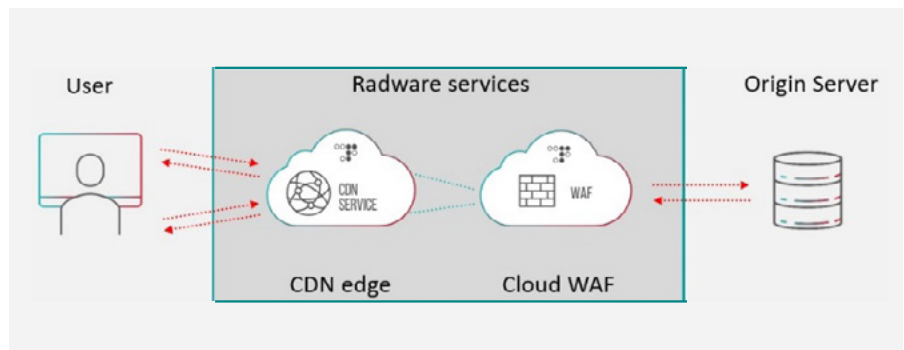 User
Radware services
Origin Server
CDN
SERVICE
WAF
CDN edge
Cloud WAF